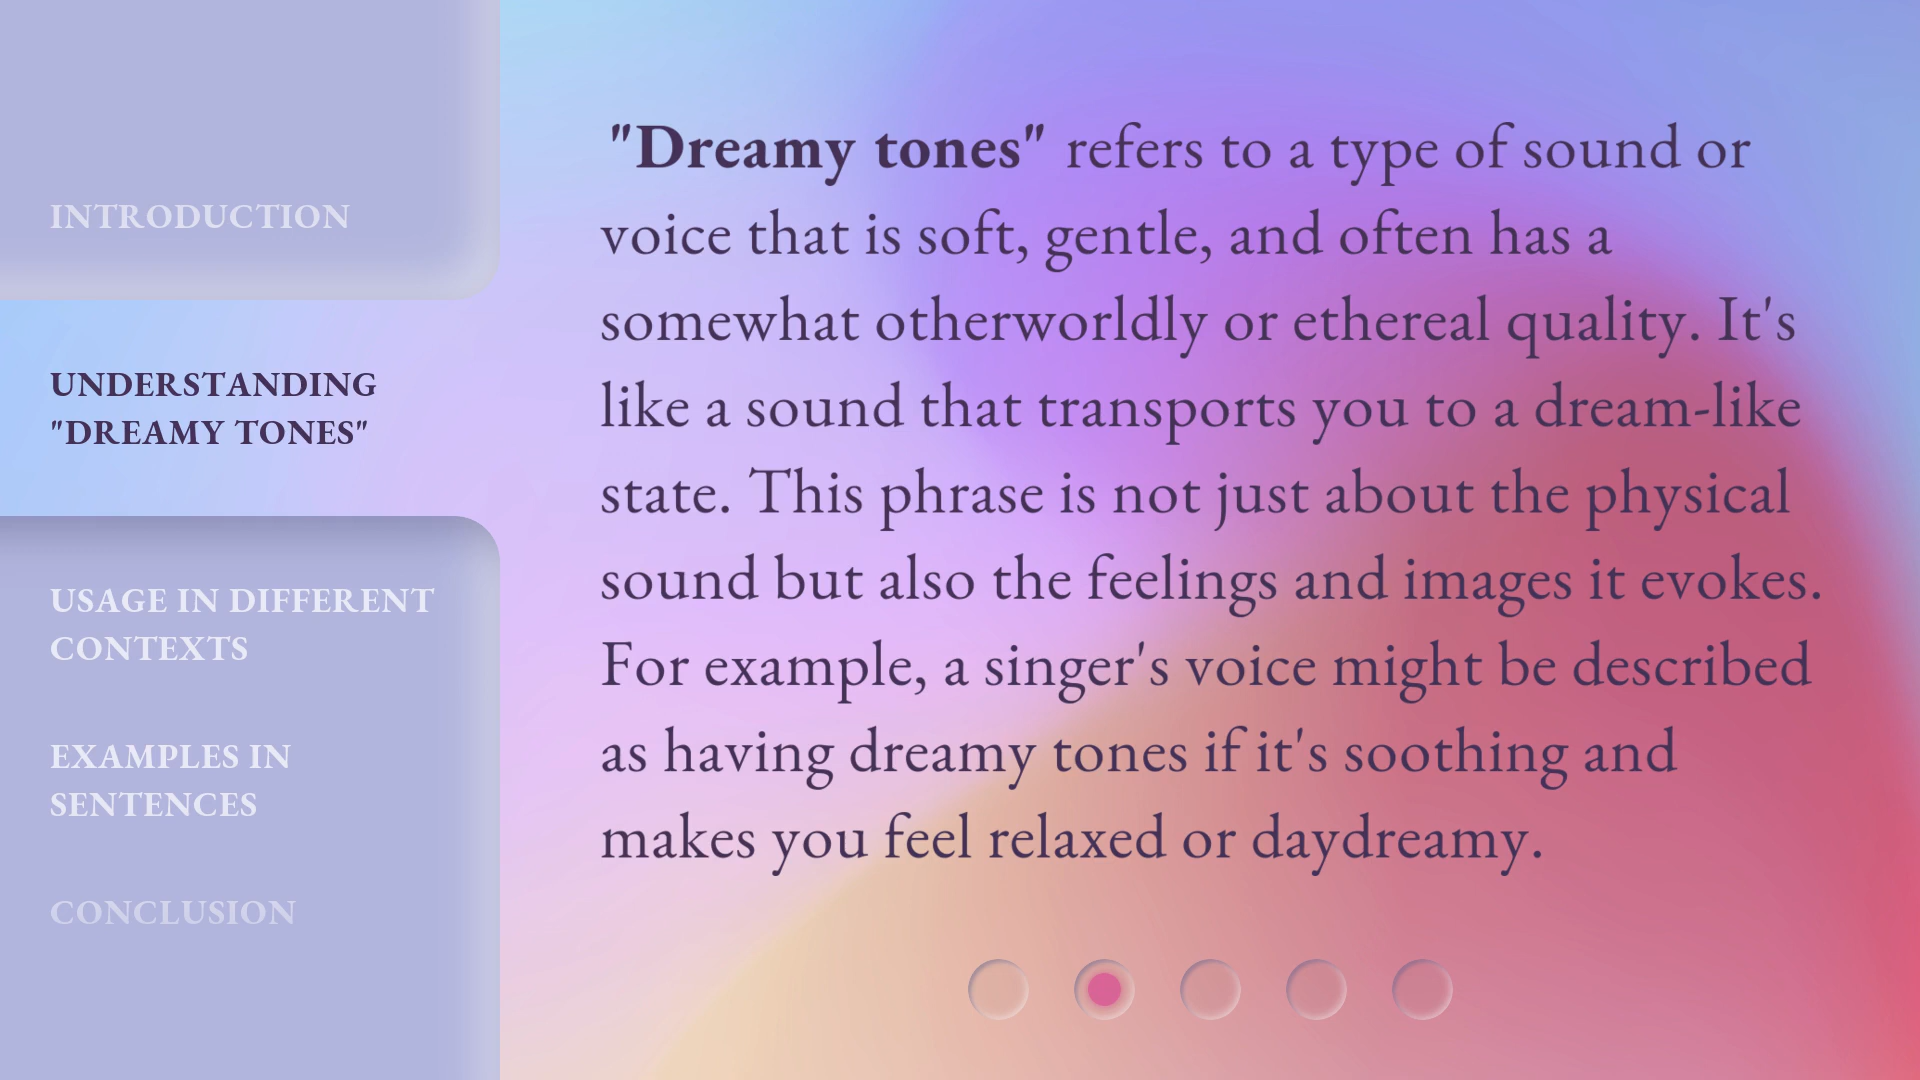 INTRODUCTION
UNDERSTANDING
"DREAMY TONES"
USAGE IN DIFFERENT
CONTEXTS
EXAMPLES IN
SENTENCES
CONCLUSION
"Dreamy tones" refers to a type of sound or
voice that is soft, gentle, and often has a
somewhat otherworldly or ethereal quality. It's
like a sound that transports you to a dream-like
state. This phrase is not just about the physical
sound but also the feelings and images it evokes.
For example, a singer's voice might be described
as having dreamy tones if it's soothing and
makes you feel relaxed or daydreamy.